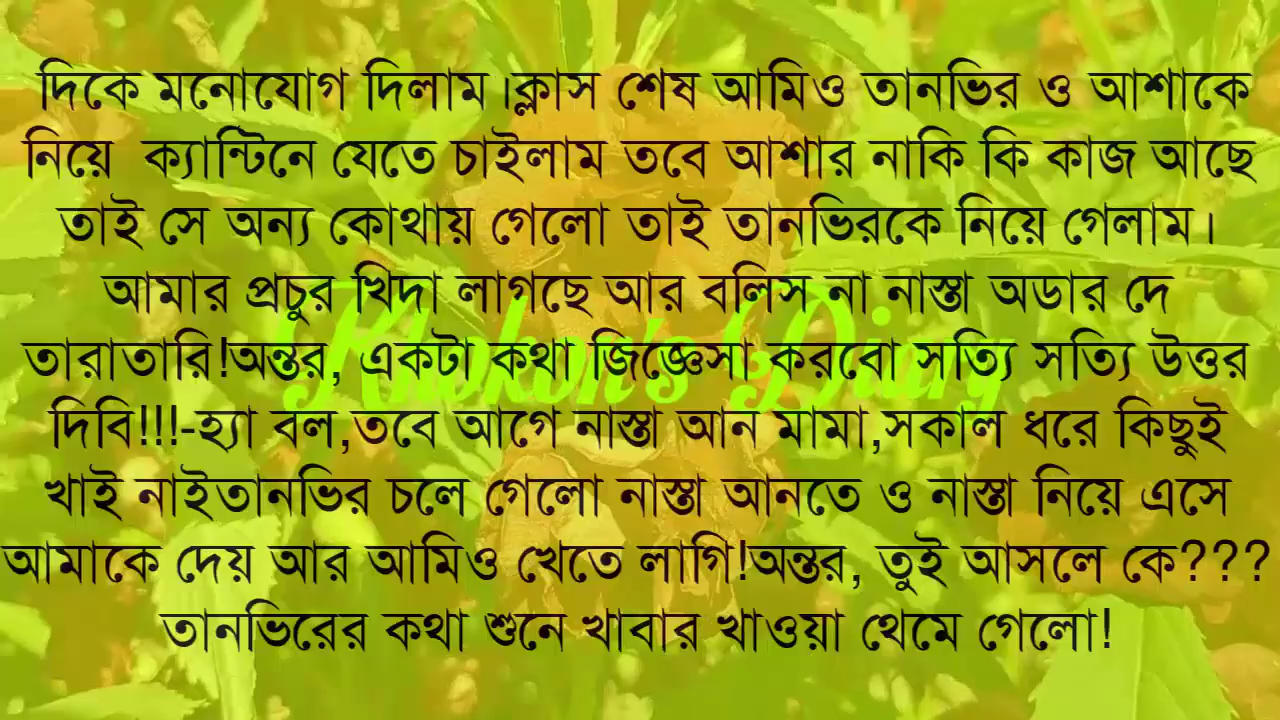 দিকে মনোযোগ দিলাম।ক্লাস শেষ আমিও তানভির ও আশাকে
নিয়ে ক্যান্টিনে যেতে চাইলাম তবে আশার নাকি কি কাজ আছে
তাই সে অন্য কোথায় গেলো তাই তানভিরকে নিয়ে গেলাম।
আমার প্রচুর খিদা লাগছে আর বলিস না নাস্তা অডার দে
তারাতারি!অন্তর, একটা কথা জিজ্ঞেসা করবো সত্যি সত্যি উত্তর
Khokon's Diary
দিবি!!!-হ্যা বল,তবে আগে নাস্তা আন মামা,সকাল ধরে কিছুই
খাই নাইতানভির চলে গেলো নাস্তা আনতে ও নাস্তা নিয়ে এসে
আমাকে দেয় আর আমিও খেতে লাগি!অন্তর, তুই আসলে কে???
তানভিরের কথা শুনে খাবার খাওয়া থেমে গেলো!